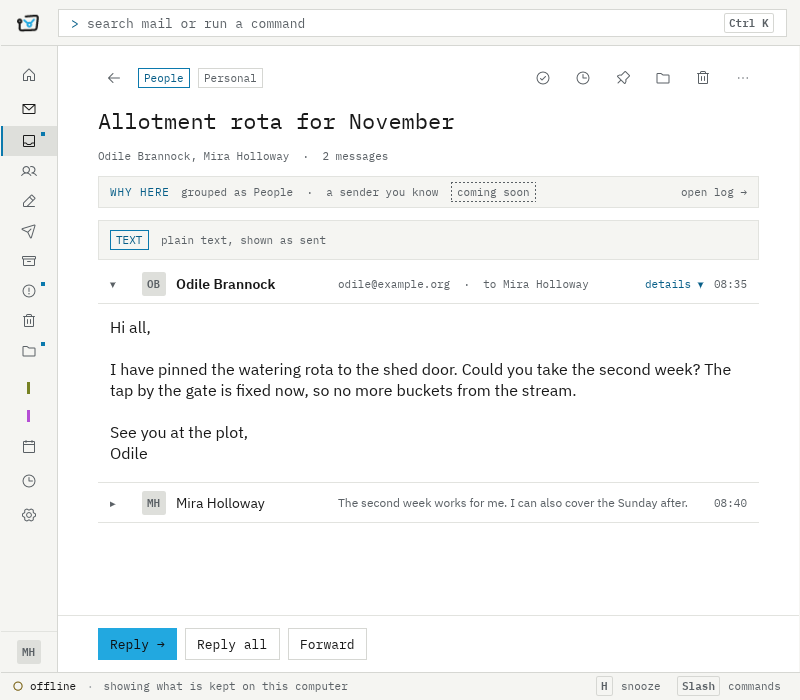 > search mail or run a command Ctrl K
People Personal
Allotment rota for November
Odile Brannock, Mira Holloway · 2 messages
WHY HERE grouped as People · a sender you know coming soon open log →
TEXT plain text, shown as sent
▾ OB Odile Brannock odile@example.org · to Mira Holloway details ▾ 08:35
Hi all,
I have pinned the watering rota to the shed door. Could you take the second week? The
tap by the gate is fixed now, so no more buckets from the stream.
See you at the plot,
Odile
▸ MH Mira Holloway The second week works for me. I can also cover the Sunday after. 08:40
Reply → Reply all Forward
MH
offline · showing what is kept on this computer H snooze Slash commands